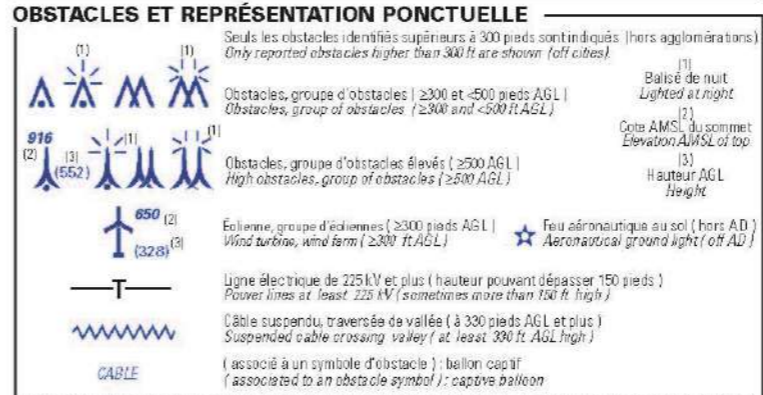 OBSTACLES ET REPRÉSENTATION PONCTUELLE
Seuls les obstacles identifiés supérieurs à 300 pieds sont indiqués (hors agglomérations)
Only reported obstacles higher than 300 ft are shown (off cities).
(1)
(1)
Obstacles, groupe d'obstacles ( ≥300 et <500 pieds AGL )
Obstacles, group of obstacles ( ≥300 and <500 ft AGL )
(1)
Balisé de nuit
Lighted at night
(2)
Cote AMSL du sommet
Elevation AMSL of top
(3)
Hauteur AGL
Height
916
(2)
(3)
(552)
(1)
(1)
Obstacles, groupe d'obstacles élevés ( ≥500 AGL )
High obstacles, group of obstacles ( ≥500 AGL )
650 (2)
(328) (3)
Éolienne, groupe d'éoliennes ( ≥300 pieds AGL )
Wind turbine, wind farm ( ≥300 ft AGL )
Feu aéronautique au sol ( hors AD )
Aeronautical ground light ( off AD )
T
Ligne électrique de 225 kV et plus ( hauteur pouvant dépasser 150 pieds )
Power lines at least 225 kV ( sometimes more than 150 ft high )
Câble suspendu, traversée de vallée ( à 330 pieds AGL et plus )
Suspended cable crossing valley ( at least 330 ft AGL high )
CABLE
( associé à un symbole d'obstacle ) : ballon captif
( associated to an obstacle symbol ) : captive balloon